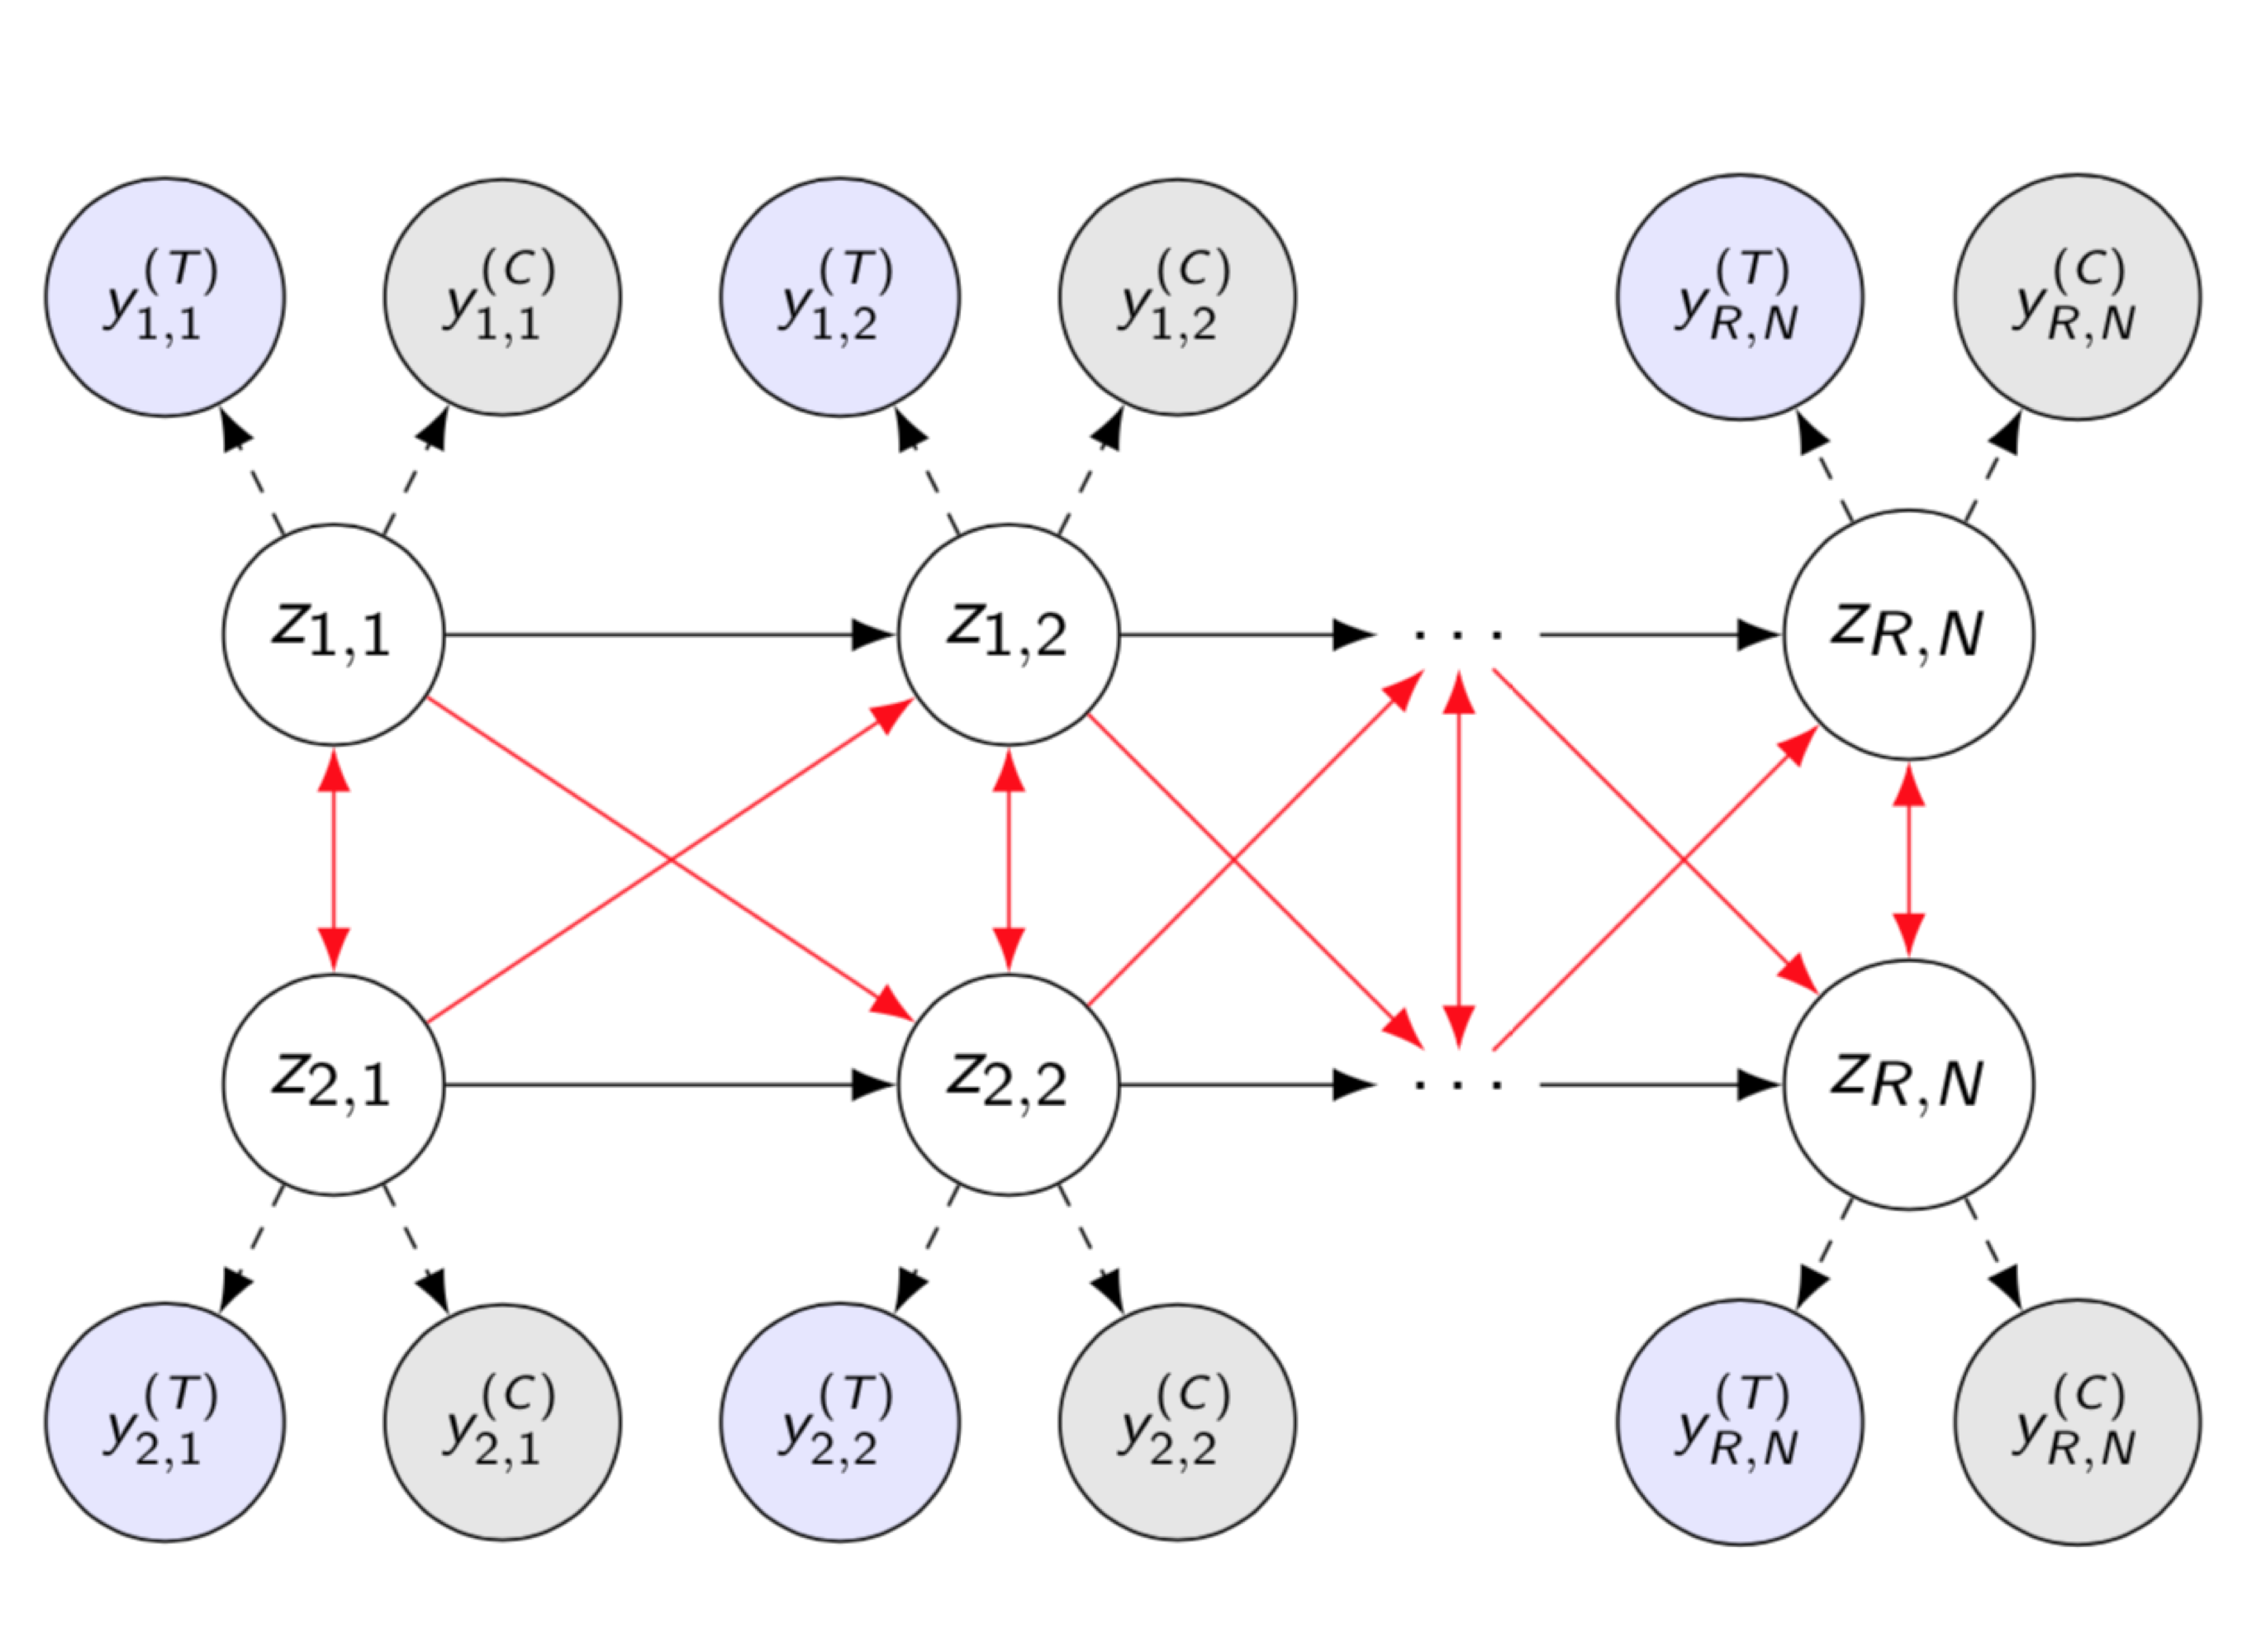 y_{1,1}^{(T)} y_{1,1}^{(C)} y_{1,2}^{(T)} y_{1,2}^{(C)} y_{R,N}^{(T)} y_{R,N}^{(C)}
z_{1,1} z_{1,2} ··· z_{R,N}
z_{2,1} z_{2,2} ··· z_{R,N}
y_{2,1}^{(T)} y_{2,1}^{(C)} y_{2,2}^{(T)} y_{2,2}^{(C)} y_{R,N}^{(T)} y_{R,N}^{(C)}